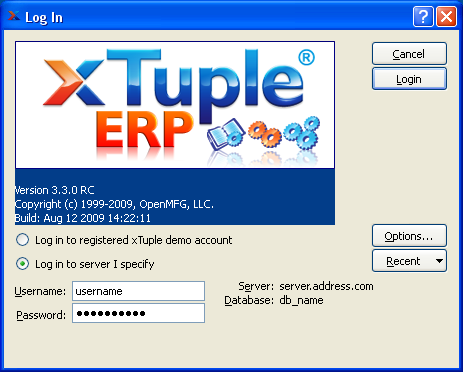 Log In
xTuple®
ERP
Cancel
Login
Version 3.3.0 RC
Copyright (c) 1999-2009, OpenMFG, LLC.
Build: Aug 12 2009 14:22:11
Log in to registered xTuple demo account
Options...
Log in to server I specify
Recent
Username: username
Server: server.address.com
Database: db_name
Password: ●●●●●●●●●●